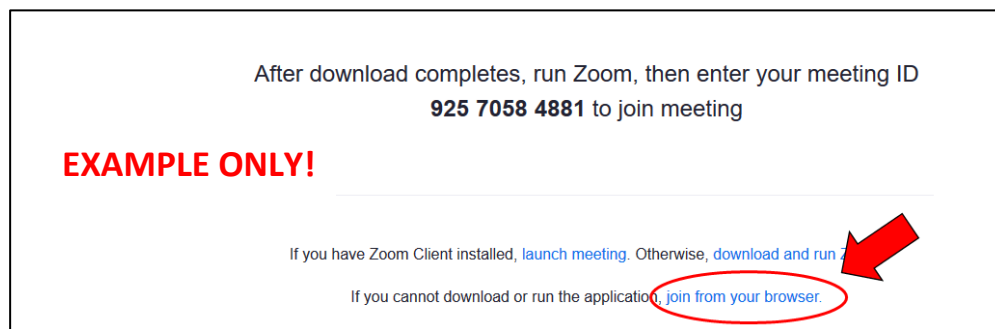 After download completes, run Zoom, then enter your meeting ID
925 7058 4881 to join meeting
EXAMPLE ONLY!
If you have Zoom Client installed, launch meeting. Otherwise, download and run
If you cannot download or run the application, join from your browser.